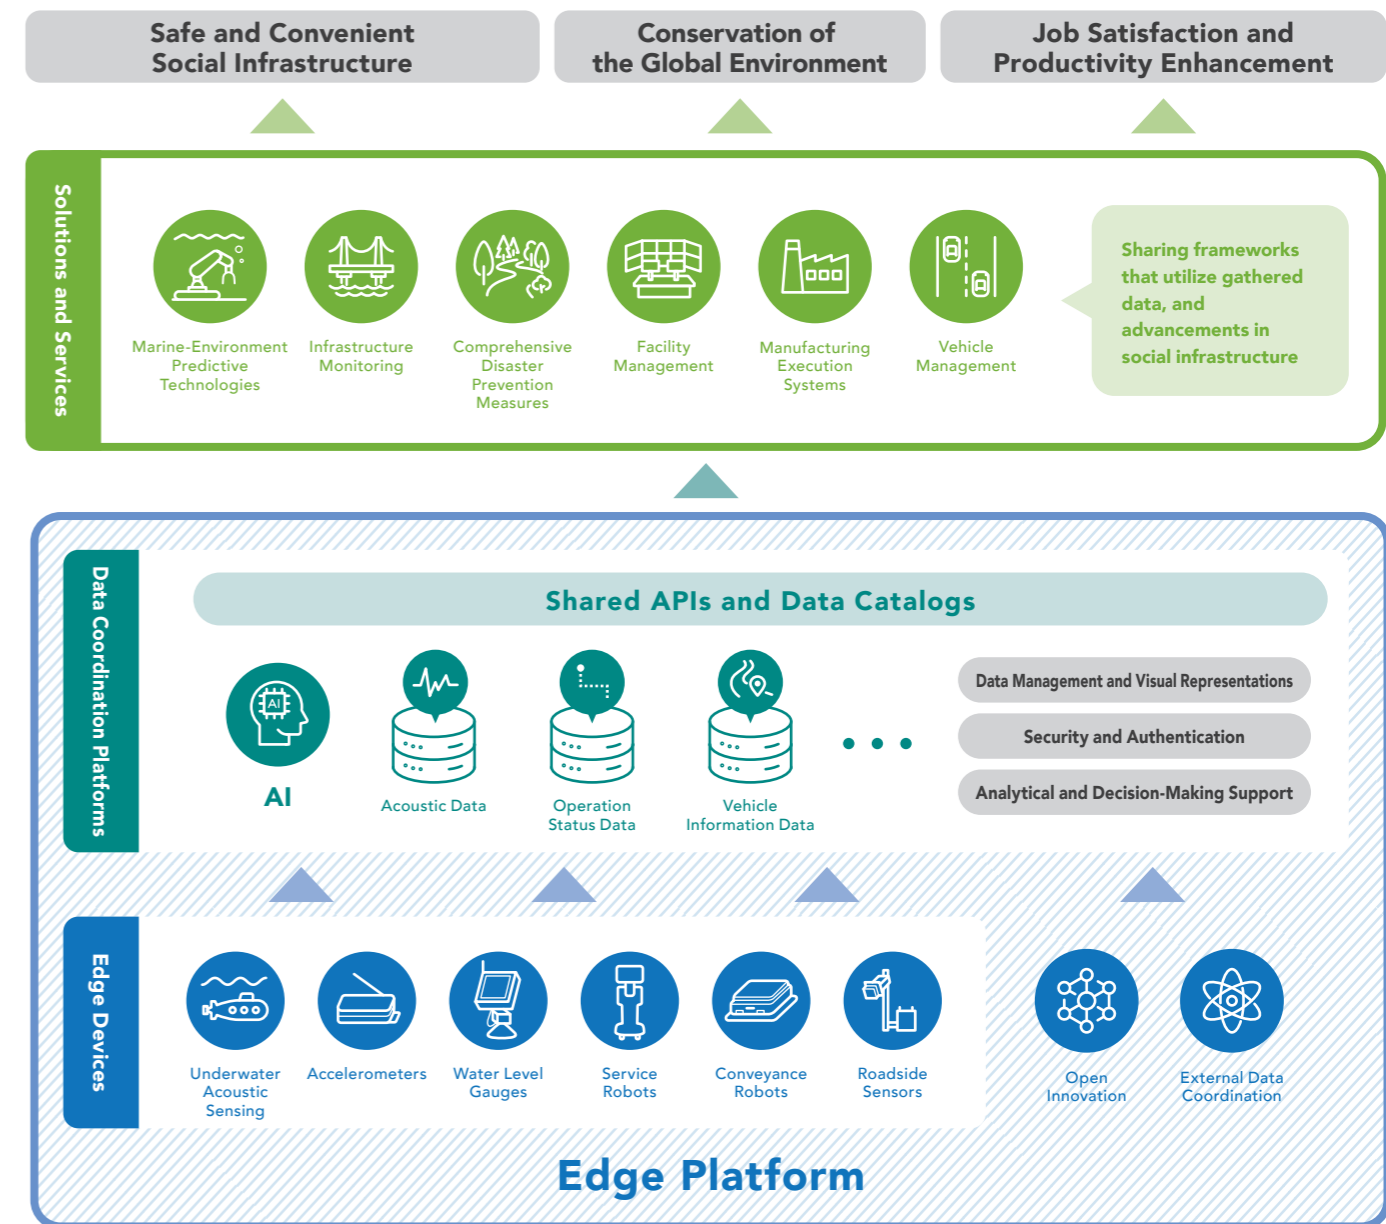 Safe and Convenient
Social Infrastructure
Conservation of
the Global Environment
Job Satisfaction and
Productivity Enhancement
Solutions and Services
Marine-Environment
Predictive
Technologies
Infrastructure
Monitoring
Comprehensive
Disaster
Prevention
Measures
Facility
Management
Manufacturing
Execution
Systems
Vehicle
Management
Sharing frameworks
that utilize gathered
data, and
advancements in
social infrastructure
Data Coordination Platforms
Shared APIs and Data Catalogs
AI
AI
Acoustic Data
Operation
Status Data
Vehicle
Information Data
Data Management and Visual Representations
Security and Authentication
Analytical and Decision-Making Support
Edge Devices
Underwater
Acoustic
Sensing
Accelerometers
Water Level
Gauges
Service
Robots
Conveyance
Robots
Roadside
Sensors
Open
Innovation
External Data
Coordination
Edge Platform